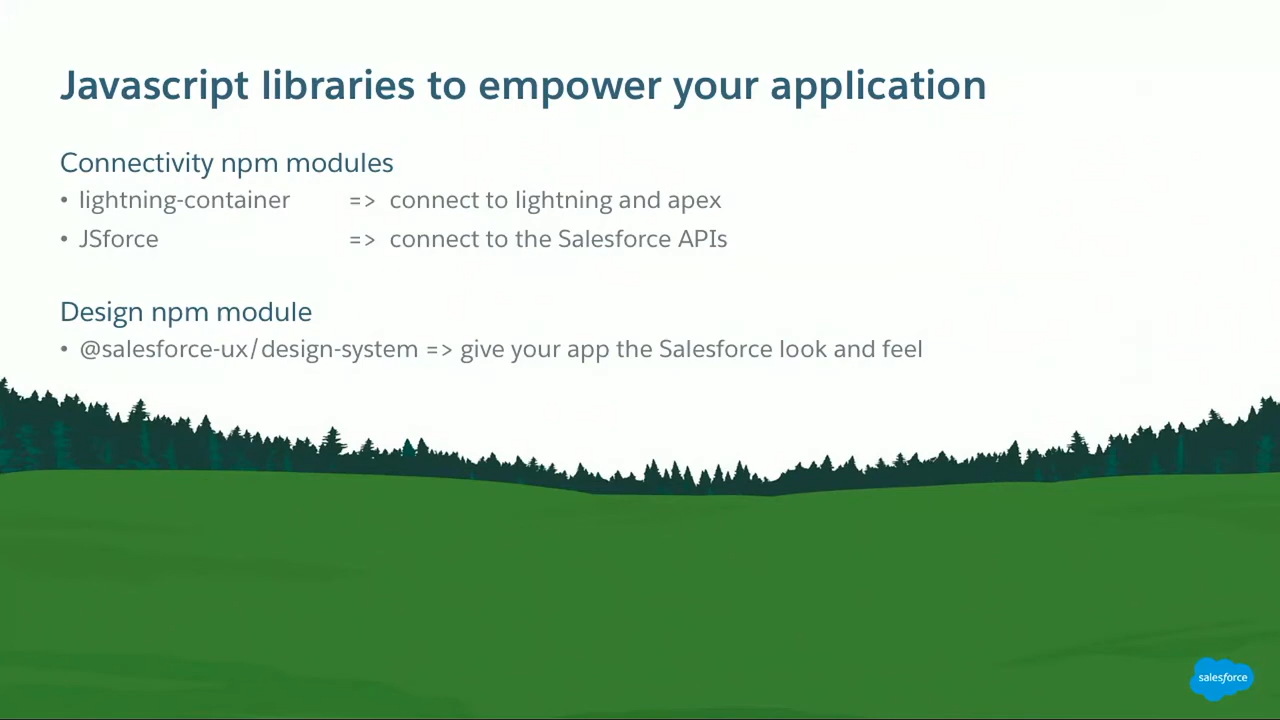 Javascript libraries to empower your application
Connectivity npm modules
• lightning-container => connect to lightning and apex
• JSforce => connect to the Salesforce APIs
Design npm module
• @salesforce-ux/design-system => give your app the Salesforce look and feel
salesforce